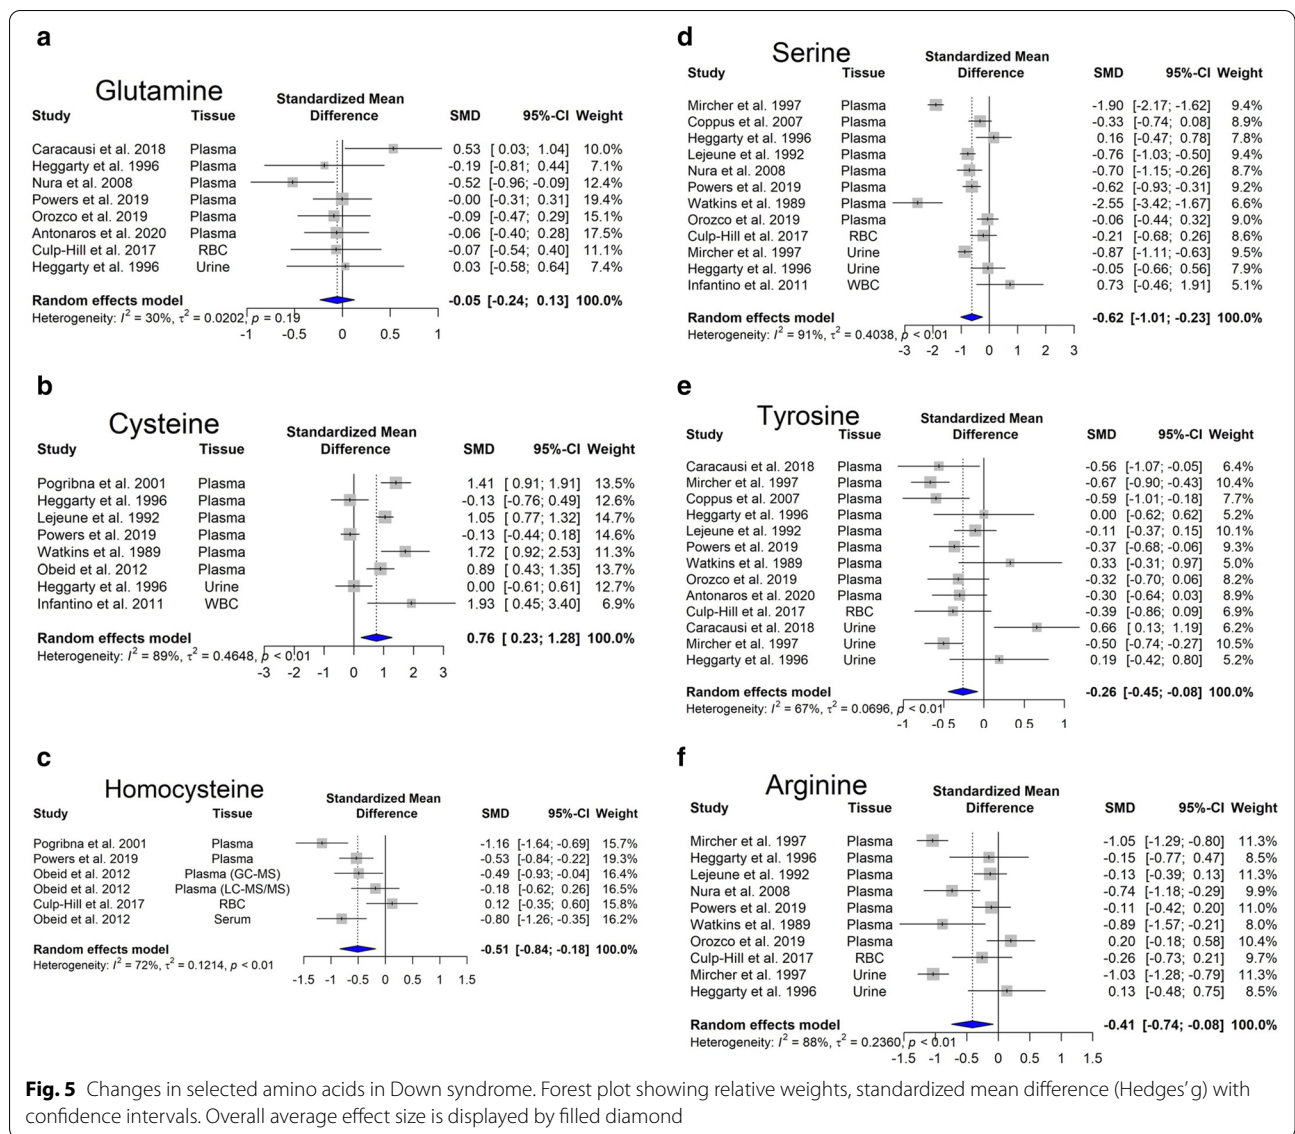 a
Glutamine
Standardized Mean
Study Tissue Difference SMD 95%-CI Weight
Caracausi et al. 2018 Plasma 0.53 [ 0.03; 1.04] 10.0%
Heggarty et al. 1996 Plasma -0.19 [-0.81; 0.44] 7.1%
Nura et al. 2008 Plasma -0.52 [-0.96; -0.09] 12.4%
Powers et al. 2019 Plasma -0.00 [-0.31; 0.31] 19.4%
Orozco et al. 2019 Plasma -0.09 [-0.47; 0.29] 15.1%
Antonaros et al. 2020 Plasma -0.06 [-0.40; 0.28] 17.5%
Culp-Hill et al. 2017 RBC -0.07 [-0.54; 0.40] 11.1%
Heggarty et al. 1996 Urine 0.03 [-0.58; 0.64] 7.4%
Random effects model -0.05 [-0.24; 0.13] 100.0%
Heterogeneity: I² = 30%, τ² = 0.0202, p = 0.19
-1 -0.5 0 0.5 1
b
Cysteine
Standardized Mean
Study Tissue Difference SMD 95%-CI Weight
Pogribna et al. 2001 Plasma 1.41 [ 0.91; 1.91] 13.5%
Heggarty et al. 1996 Plasma -0.13 [-0.76; 0.49] 12.6%
Lejeune et al. 1992 Plasma 1.05 [ 0.77; 1.32] 14.7%
Powers et al. 2019 Plasma -0.13 [-0.44; 0.18] 14.6%
Watkins et al. 1989 Plasma 1.72 [ 0.92; 2.53] 11.3%
Obeid et al. 2012 Plasma 0.89 [ 0.43; 1.35] 13.7%
Heggarty et al. 1996 Urine 0.00 [-0.61; 0.61] 12.7%
Infantino et al. 2011 WBC 1.93 [ 0.45; 3.40] 6.9%
Random effects model 0.76 [ 0.23; 1.28] 100.0%
Heterogeneity: I² = 89%, τ² = 0.4648, p < 0.01
-3 -2 -1 0 1 2 3
c
Homocysteine
Standardized Mean
Study Tissue Difference SMD 95%-CI Weight
Pogribna et al. 2001 Plasma -1.16 [-1.64; -0.69] 15.7%
Powers et al. 2019 Plasma -0.53 [-0.84; -0.22] 19.3%
Obeid et al. 2012 Plasma (GC-MS) -0.49 [-0.93; -0.04] 16.4%
Obeid et al. 2012 Plasma (LC-MS/MS) -0.18 [-0.62; 0.26] 16.5%
Culp-Hill et al. 2017 RBC 0.12 [-0.35; 0.60] 15.8%
Obeid et al. 2012 Serum -0.80 [-1.26; -0.35] 16.2%
Random effects model -0.51 [-0.84; -0.18] 100.0%
Heterogeneity: I² = 72%, τ² = 0.1214, p < 0.01
-1.5 -1 -0.5 0 0.5 1 1.5
d
Serine
Standardized Mean
Study Tissue Difference SMD 95%-CI Weight
Mircher et al. 1997 Plasma -1.90 [-2.17; -1.62] 9.4%
Coppus et al. 2007 Plasma -0.33 [-0.74; 0.08] 8.9%
Heggarty et al. 1996 Plasma 0.16 [-0.47; 0.78] 7.8%
Lejeune et al. 1992 Plasma -0.76 [-1.03; -0.50] 9.4%
Nura et al. 2008 Plasma -0.70 [-1.15; -0.26] 8.7%
Powers et al. 2019 Plasma -0.62 [-0.93; -0.31] 9.2%
Watkins et al. 1989 Plasma -2.55 [-3.42; -1.67] 6.6%
Orozco et al. 2019 Plasma -0.06 [-0.44; 0.32] 9.0%
Culp-Hill et al. 2017 RBC -0.21 [-0.68; 0.26] 8.6%
Mircher et al. 1997 Urine -0.87 [-1.11; -0.63] 9.5%
Heggarty et al. 1996 Urine -0.05 [-0.66; 0.56] 7.9%
Infantino et al. 2011 WBC 0.73 [-0.46; 1.91] 5.1%
Random effects model -0.62 [-1.01; -0.23] 100.0%
Heterogeneity: I² = 91%, τ² = 0.4038, p < 0.01
-3 -2 -1 0 1 2 3
e
Tyrosine
Standardized Mean
Study Tissue Difference SMD 95%-CI Weight
Caracausi et al. 2018 Plasma -0.56 [-1.07; -0.05] 6.4%
Mircher et al. 1997 Plasma -0.67 [-0.90; -0.43] 10.4%
Coppus et al. 2007 Plasma -0.59 [-1.01; -0.18] 7.7%
Heggarty et al. 1996 Plasma 0.00 [-0.62; 0.62] 5.2%
Lejeune et al. 1992 Plasma -0.11 [-0.37; 0.15] 10.1%
Powers et al. 2019 Plasma -0.37 [-0.68; -0.06] 9.3%
Watkins et al. 1989 Plasma 0.33 [-0.31; 0.97] 5.0%
Orozco et al. 2019 Plasma -0.32 [-0.70; 0.06] 8.2%
Antonaros et al. 2020 Plasma -0.30 [-0.64; 0.03] 8.9%
Culp-Hill et al. 2017 RBC -0.39 [-0.86; 0.09] 6.9%
Caracausi et al. 2018 Urine 0.66 [ 0.13; 1.19] 6.2%
Mircher et al. 1997 Urine -0.50 [-0.74; -0.27] 10.5%
Heggarty et al. 1996 Urine 0.19 [-0.42; 0.80] 5.2%
Random effects model -0.26 [-0.45; -0.08] 100.0%
Heterogeneity: I² = 67%, τ² = 0.0696, p < 0.01
-1 -0.5 0 0.5 1
f
Arginine
Standardized Mean
Study Tissue Difference SMD 95%-CI Weight
Mircher et al. 1997 Plasma -1.05 [-1.29; -0.80] 11.3%
Heggarty et al. 1996 Plasma -0.15 [-0.77; 0.47] 8.5%
Lejeune et al. 1992 Plasma -0.13 [-0.39; 0.13] 11.3%
Nura et al. 2008 Plasma -0.74 [-1.18; -0.29] 9.9%
Powers et al. 2019 Plasma -0.11 [-0.42; 0.20] 11.0%
Watkins et al. 1989 Plasma -0.89 [-1.57; -0.21] 8.0%
Orozco et al. 2019 Plasma 0.20 [-0.18; 0.58] 10.4%
Culp-Hill et al. 2017 RBC -0.26 [-0.73; 0.21] 9.7%
Mircher et al. 1997 Urine -1.03 [-1.28; -0.79] 11.3%
Heggarty et al. 1996 Urine 0.13 [-0.48; 0.75] 8.5%
Random effects model -0.41 [-0.74; -0.08] 100.0%
Heterogeneity: I² = 88%, τ² = 0.2360, p < 0.01
-1.5 -1 -0.5 0 0.5 1 1.5
Fig. 5 Changes in selected amino acids in Down syndrome. Forest plot showing relative weights, standardized mean difference (Hedges' g) with
confidence intervals. Overall average effect size is displayed by filled diamond